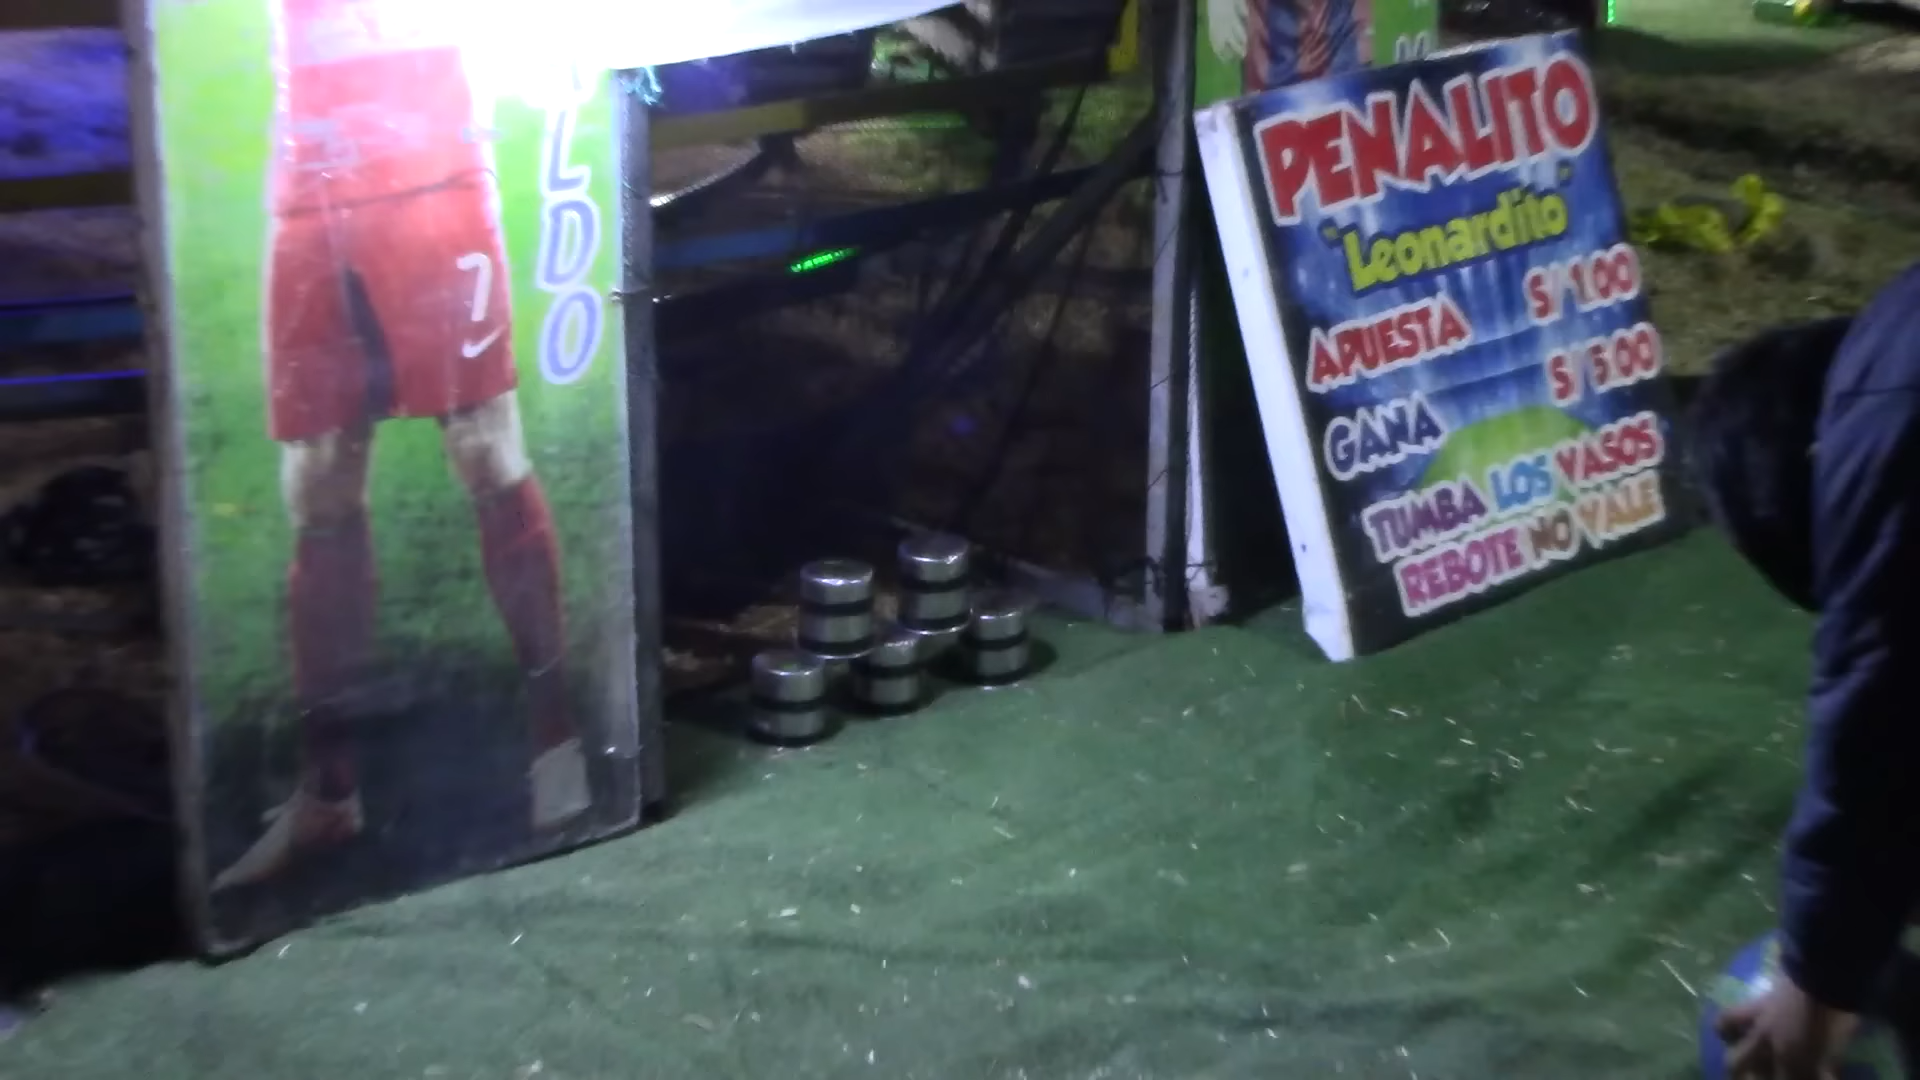 LDO
7
PENALITO
"Leonardito"
APUESTA S/ 1.00
GANA S/ 5.00
TUMBA LOS VASOS
REBOTE NO VALE